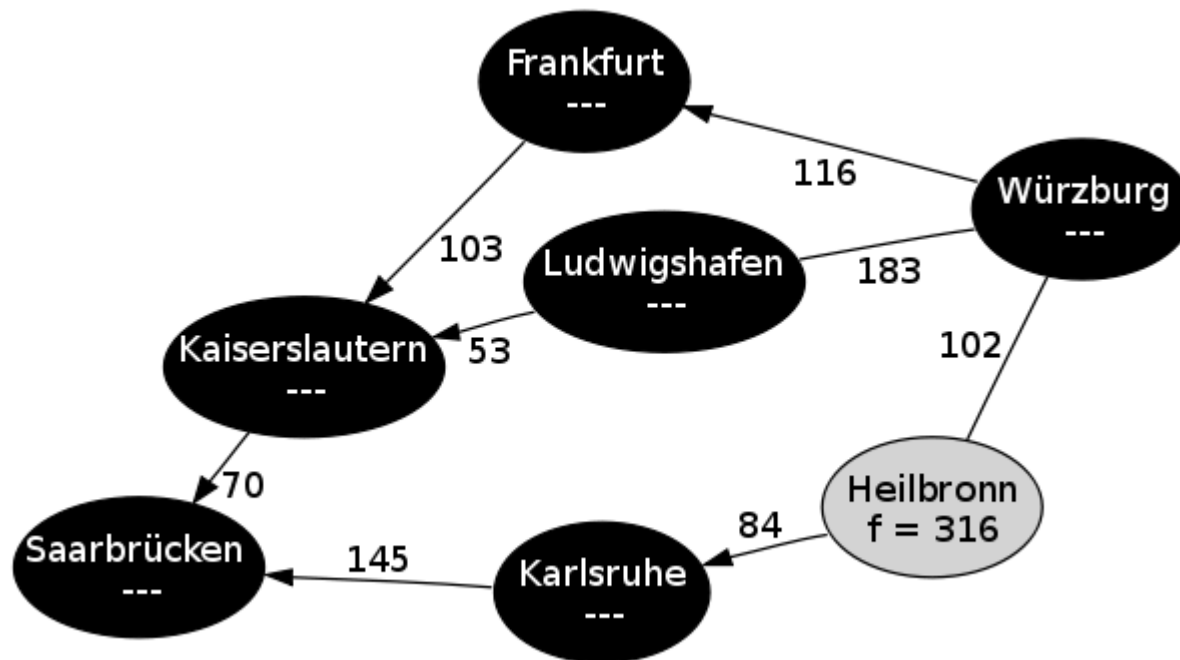 Frankfurt
---
116
Würzburg
---
103
Ludwigshafen
---
183
Kaiserslautern
---
53
102
70
Heilbronn
f = 316
84
Saarbrücken
---
145
Karlsruhe
---